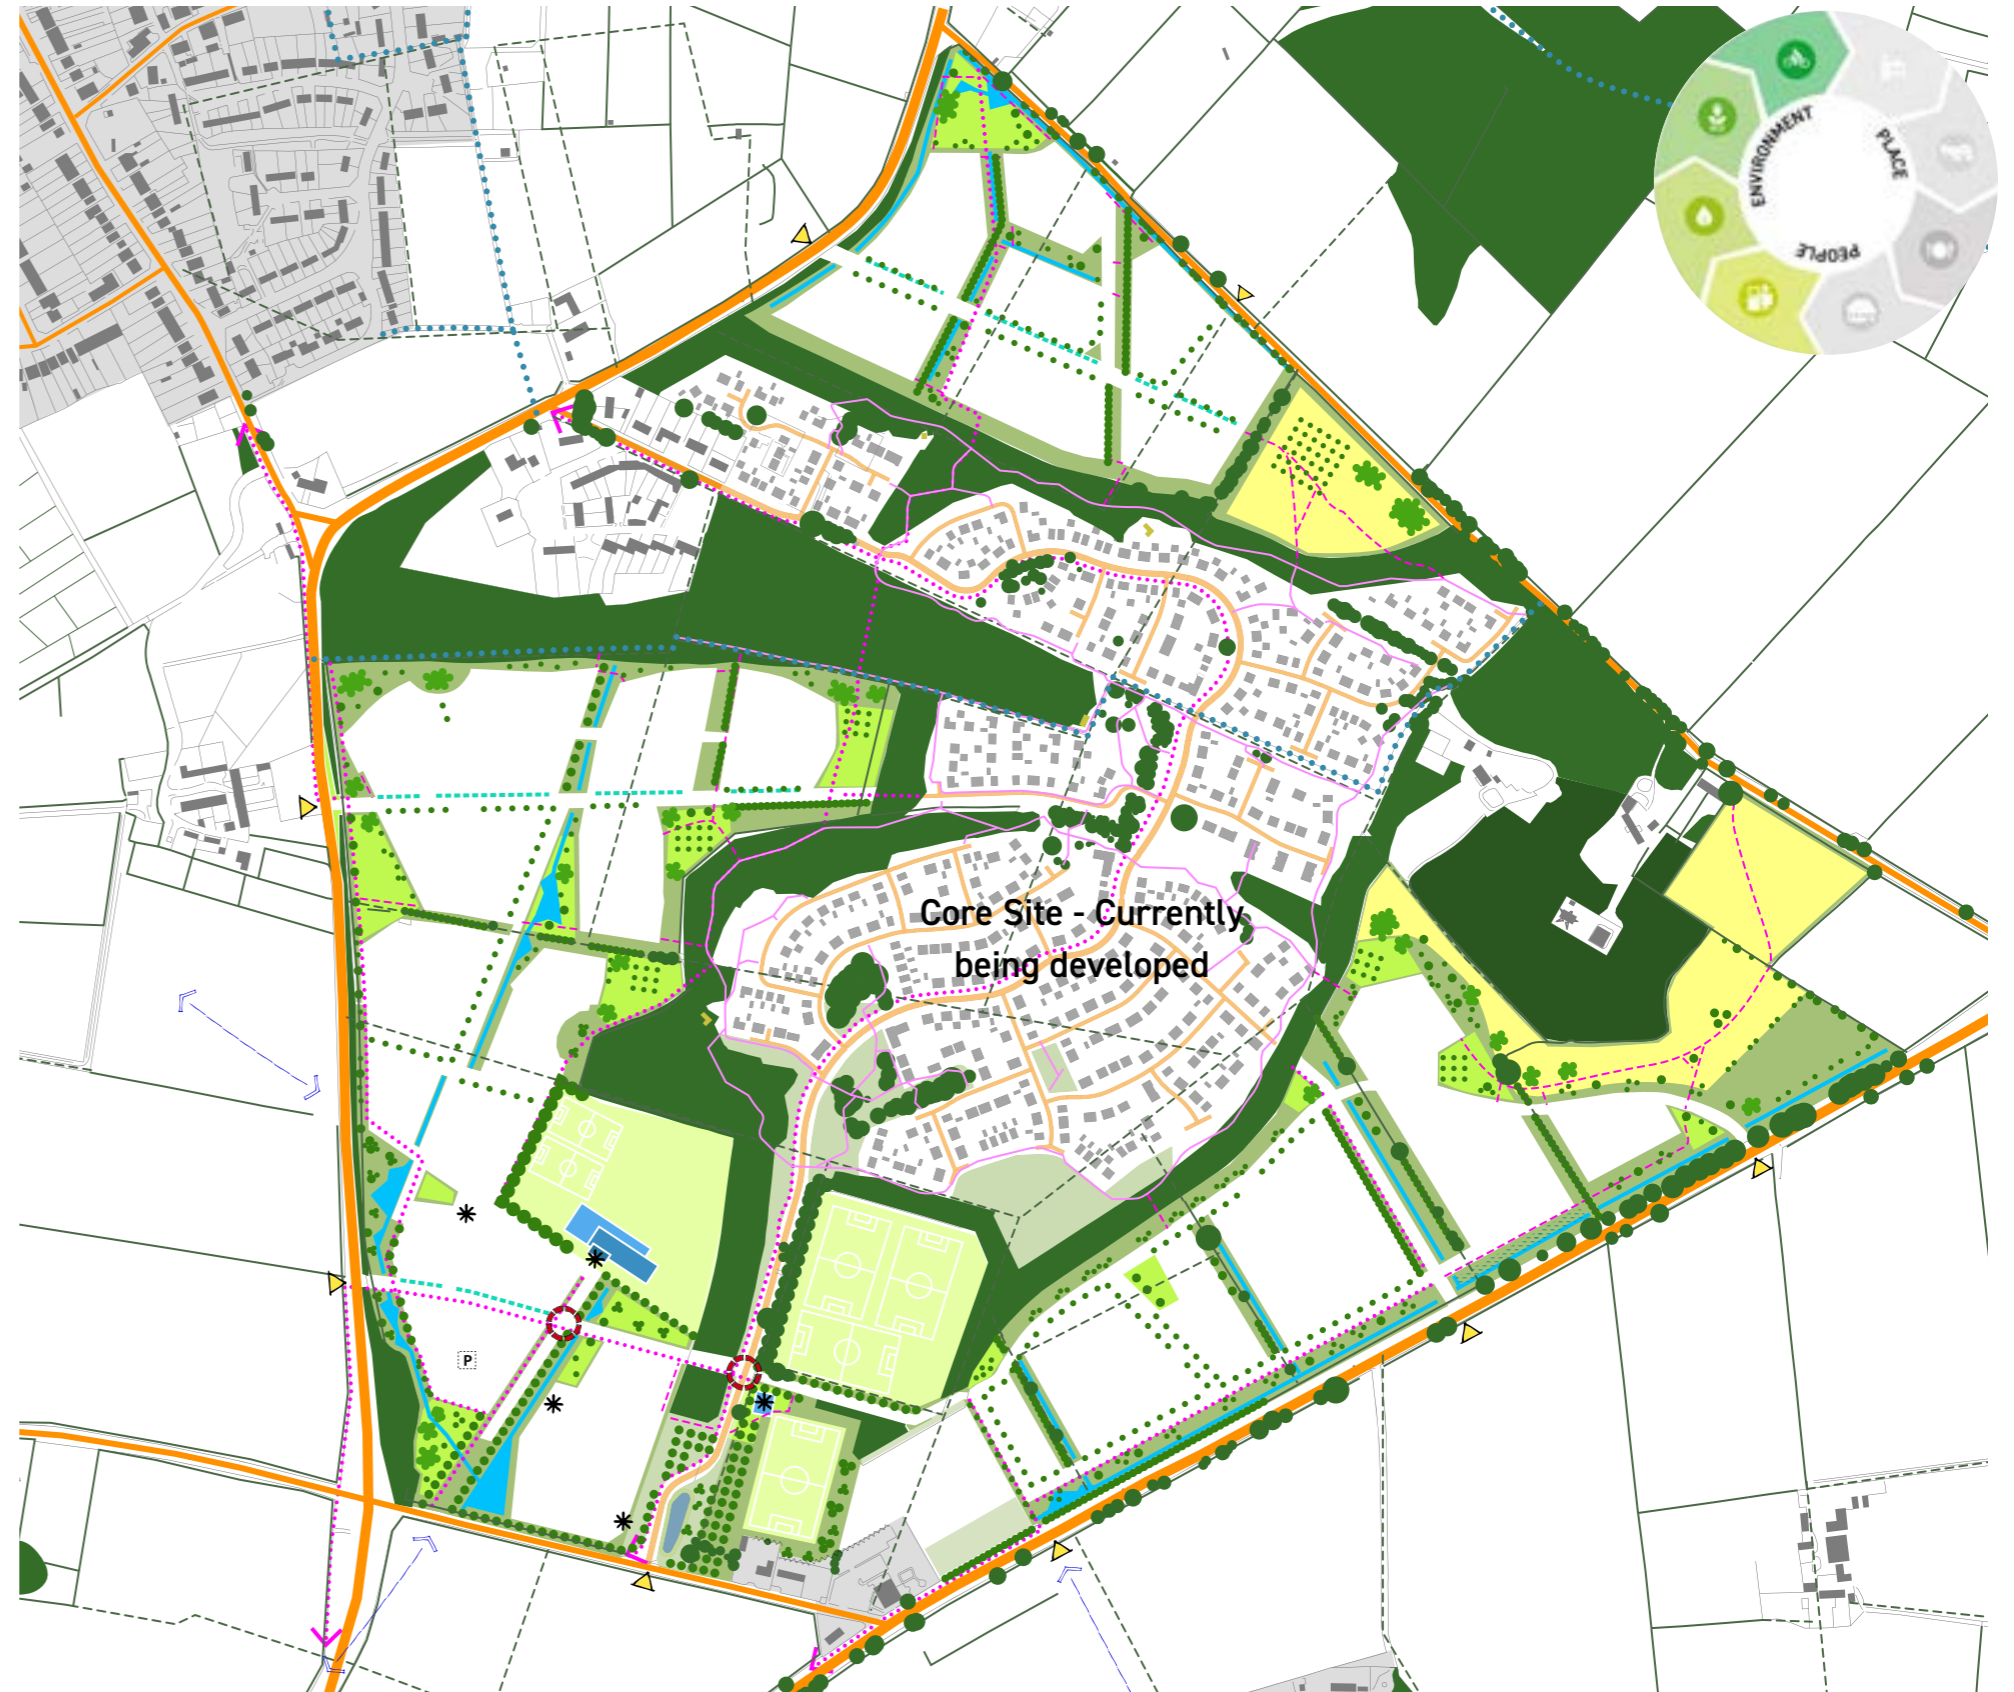 ENVIRONMENT
PLACE
PEOPLE
Core Site - Currently
being developed
P